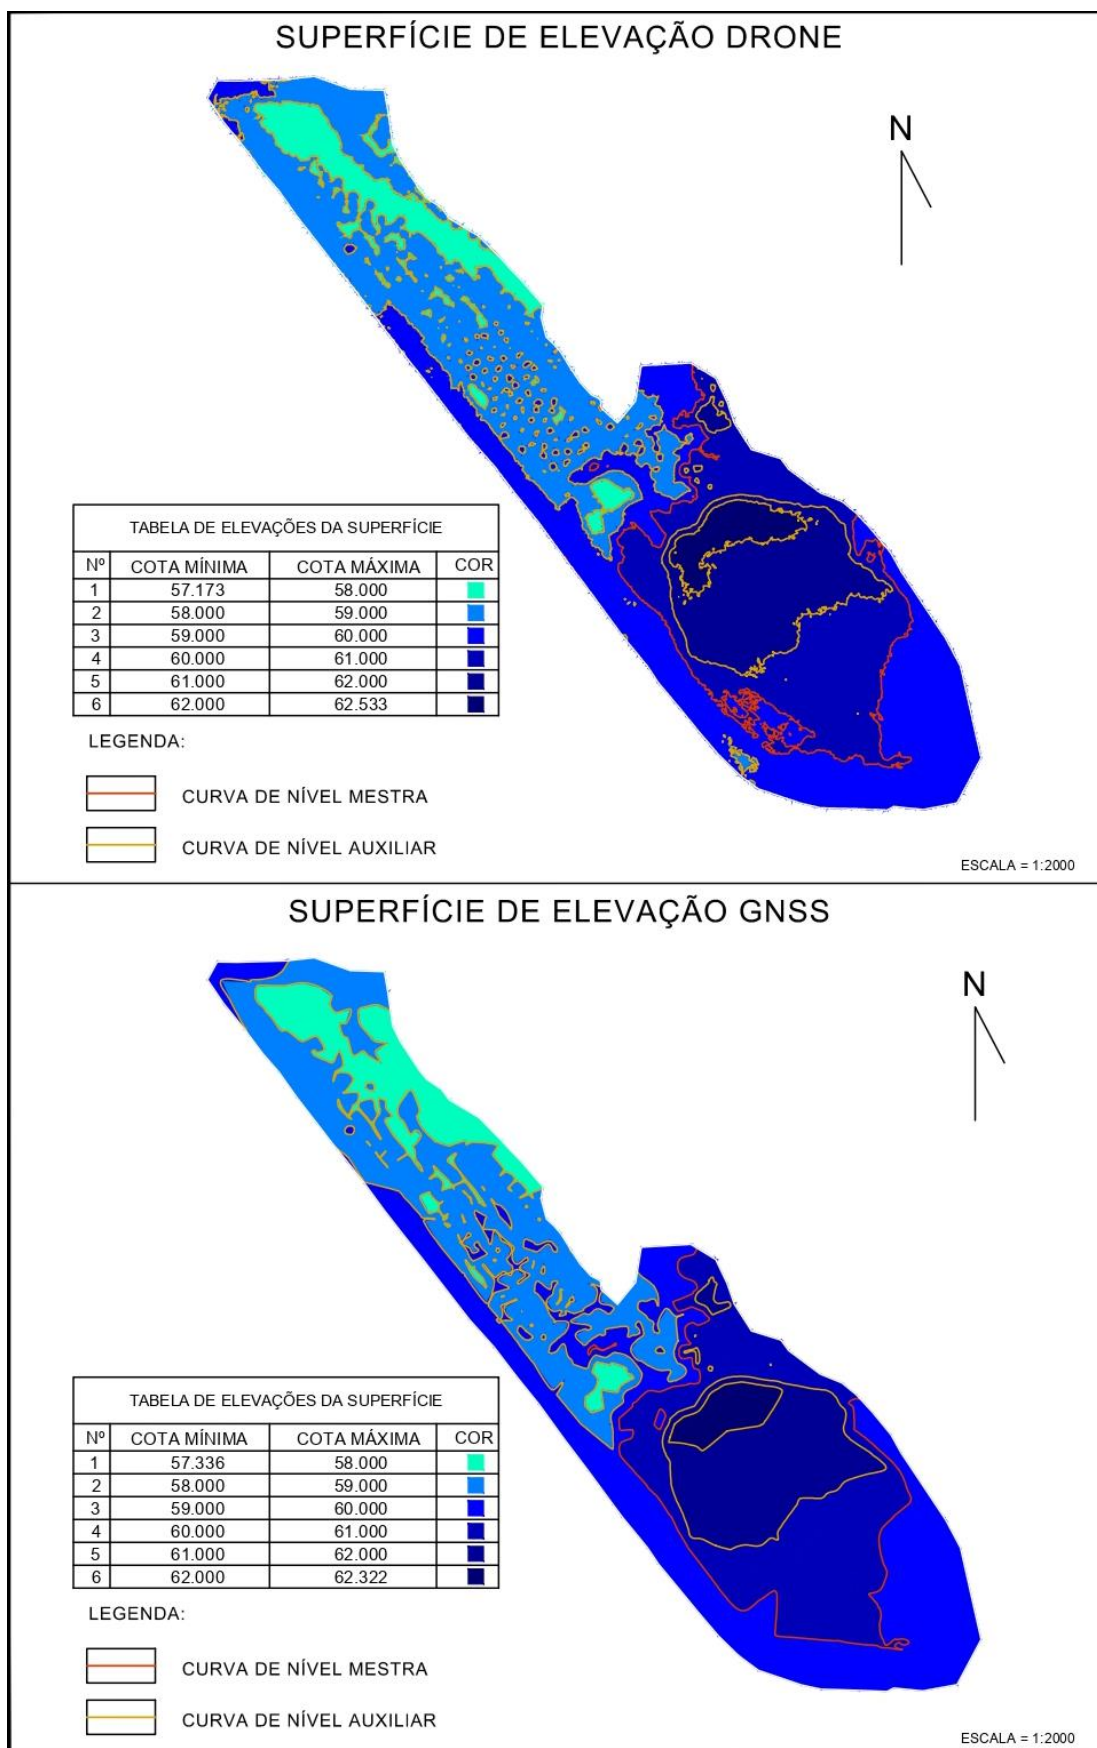 SUPERFÍCIE DE ELEVAÇÃO DRONE
N
TABELA DE ELEVAÇÕES DA SUPERFÍCIE
Nº COTA MÍNIMA COTA MÁXIMA COR
1 57.173 58.000
2 58.000 59.000
3 59.000 60.000
4 60.000 61.000
5 61.000 62.000
6 62.000 62.533
LEGENDA:
CURVA DE NÍVEL MESTRA
CURVA DE NÍVEL AUXILIAR
ESCALA = 1:2000
SUPERFÍCIE DE ELEVAÇÃO GNSS
N
TABELA DE ELEVAÇÕES DA SUPERFÍCIE
Nº COTA MÍNIMA COTA MÁXIMA COR
1 57.336 58.000
2 58.000 59.000
3 59.000 60.000
4 60.000 61.000
5 61.000 62.000
6 62.000 62.322
LEGENDA:
CURVA DE NÍVEL MESTRA
CURVA DE NÍVEL AUXILIAR
ESCALA = 1:2000